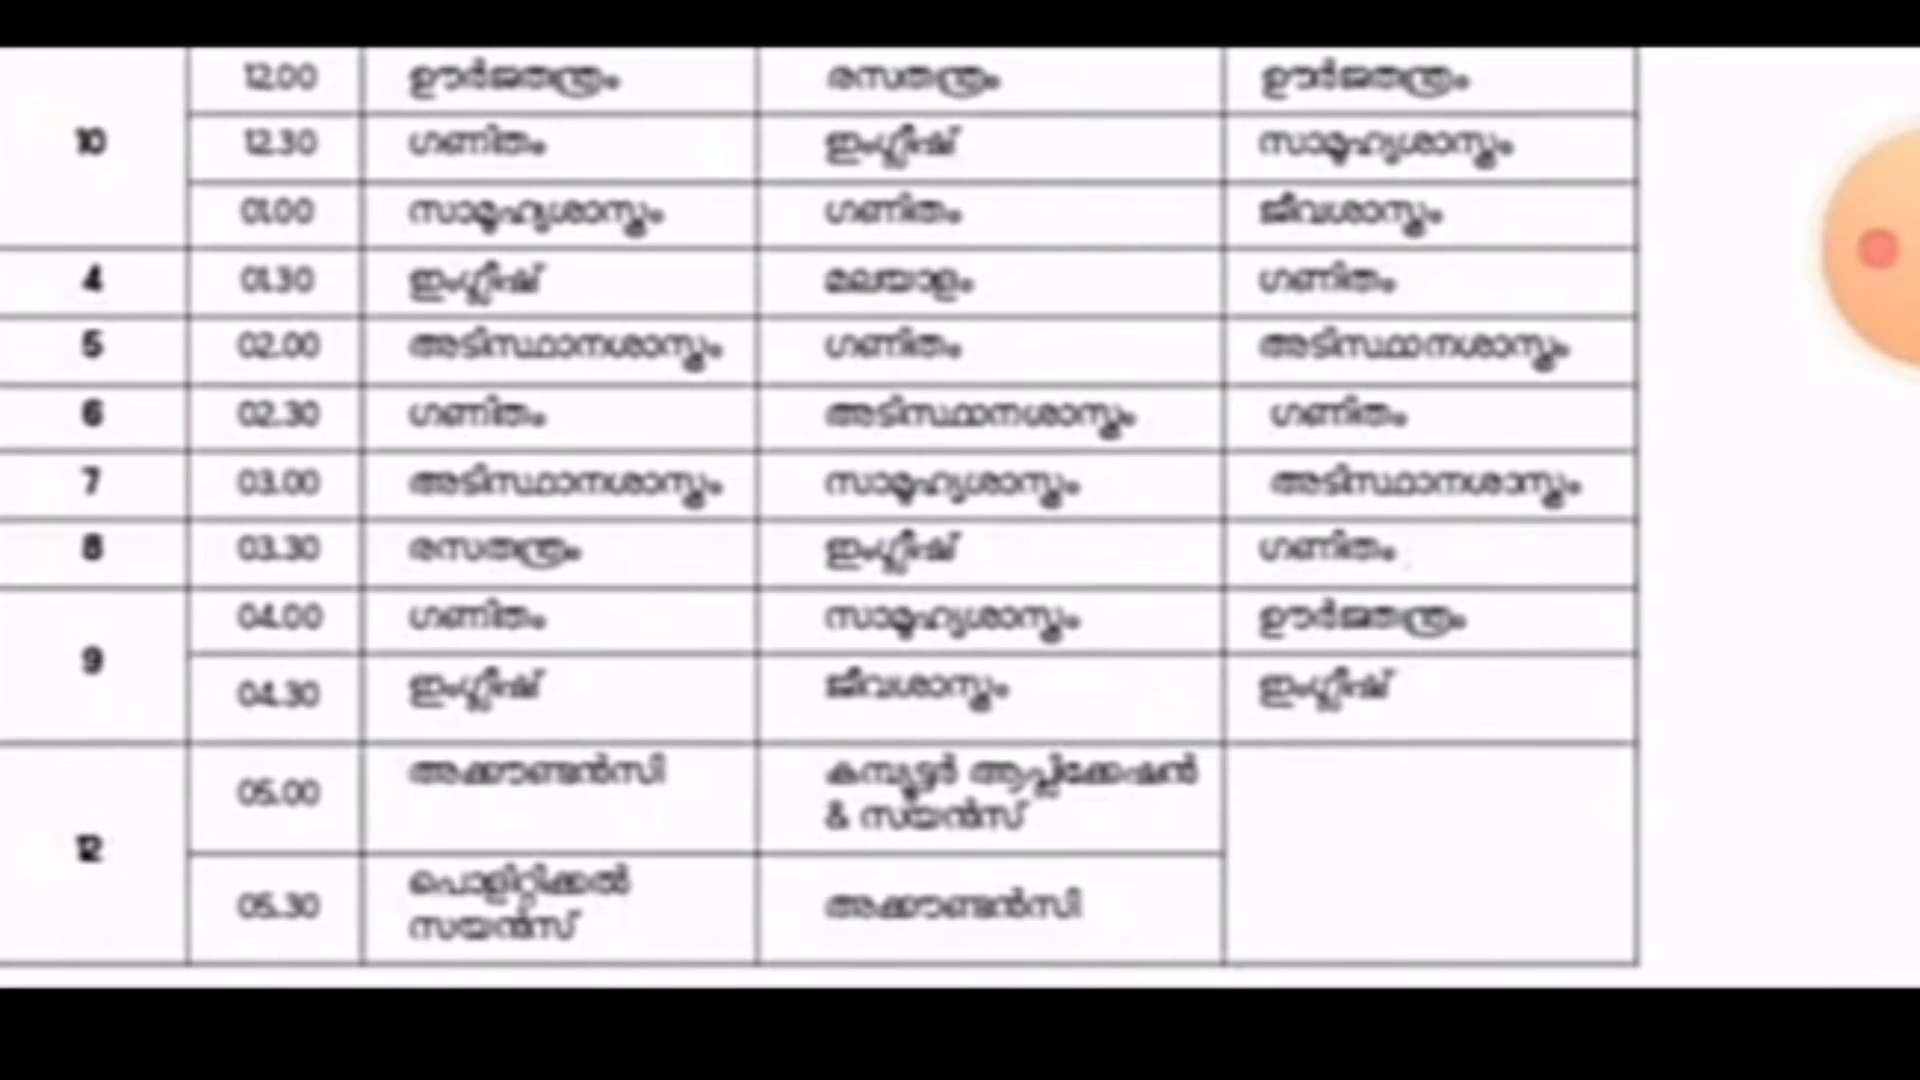 12.00 ഊർജതന്ത്രം രസതന്ത്രം ഊർജതന്ത്രം
10 12.30 ഗണിതം ഇംഗ്ലീഷ് സാമൂഹ്യശാസ്ത്രം
01.00 സാമൂഹ്യശാസ്ത്രം ഗണിതം ജീവശാസ്ത്രം
4 01.30 ഇംഗ്ലീഷ് മലയാളം ഗണിതം
5 02.00 അടിസ്ഥാനശാസ്ത്രം ഗണിതം അടിസ്ഥാനശാസ്ത്രം
6 02.30 ഗണിതം അടിസ്ഥാനശാസ്ത്രം ഗണിതം
7 03.00 അടിസ്ഥാനശാസ്ത്രം സാമൂഹ്യശാസ്ത്രം അടിസ്ഥാനശാസ്ത്രം
8 03.30 രസതന്ത്രം ഇംഗ്ലീഷ് ഗണിതം
9 04.00 ഗണിതം സാമൂഹ്യശാസ്ത്രം ഊർജതന്ത്രം
04.30 ഇംഗ്ലീഷ് ജീവശാസ്ത്രം ഇംഗ്ലീഷ്
12 05.00 അക്കൗണ്ടൻസി കമ്പ്യൂട്ടർ ആപ്ലിക്കേഷൻ
& സയൻസ്
05.30 പൊളിറ്റിക്കൽ
സയൻസ് അക്കൗണ്ടൻസി